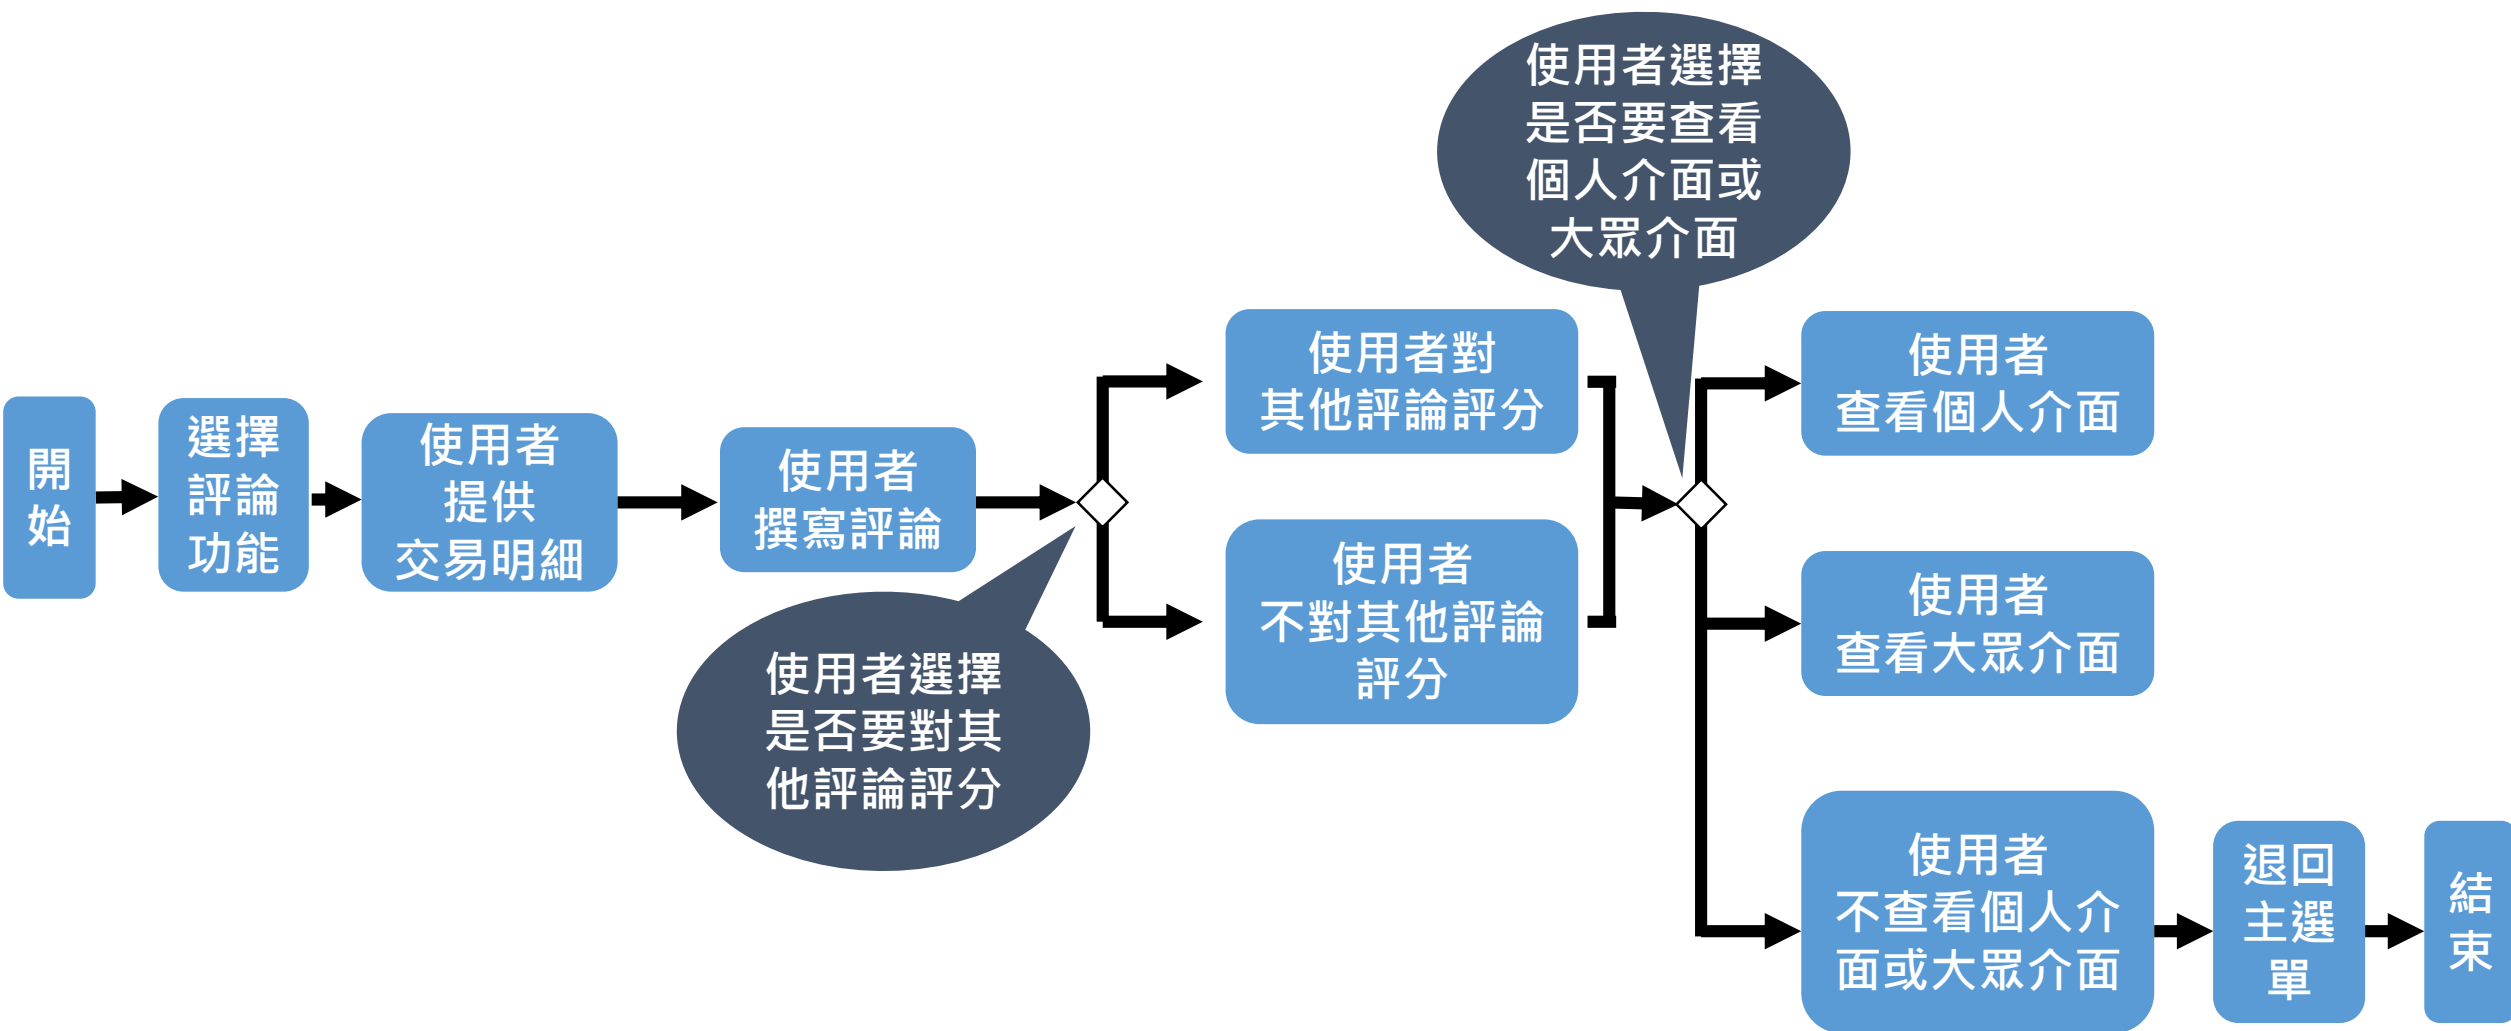 開
始
選擇
評論
功能
使用者
提供
交易明細
使用者
撰寫評論
使用者選擇
是否要對其
他評論評分
使用者對
其他評論評分
使用者
不對其他評論
評分
使用者選擇
是否要查看
個人介面或
大眾介面
使用者
查看個人介面
使用者
查看大眾介面
使用者
不查看個人介
面或大眾介面
退回
主選
單
結
束